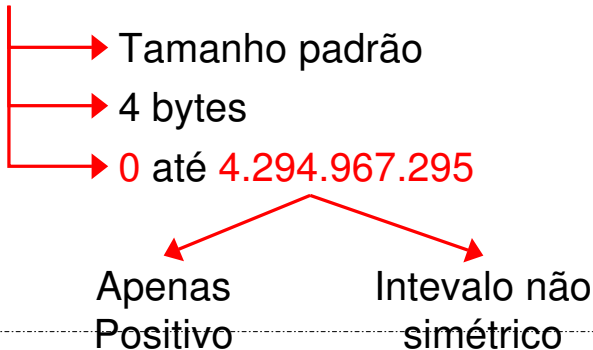 Tamanho padrão
4 bytes
0 até 4.294.967.295
Apenas
Positivo
Intevalo não
simétrico